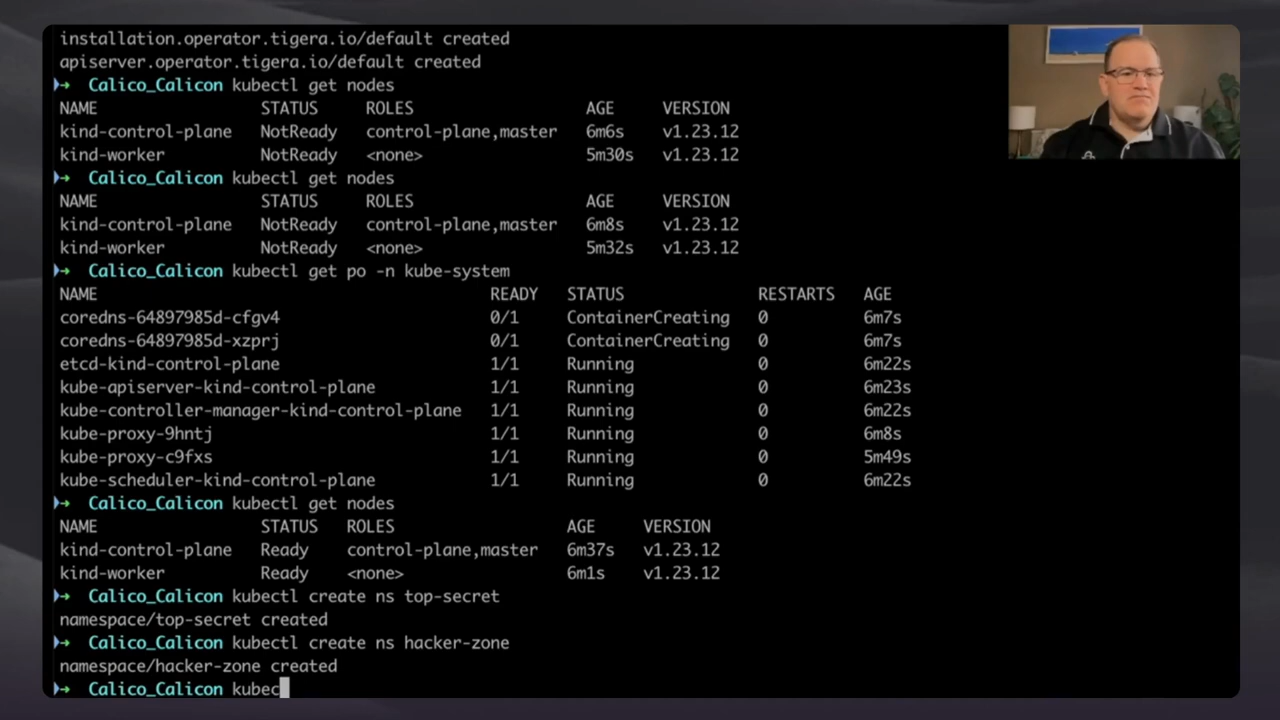 installation.operator.tigera.io/default created
apiserver.operator.tigera.io/default created
→ Calico_Calicon kubectl get nodes
NAME STATUS ROLES AGE VERSION
kind-control-plane NotReady control-plane,master 6m6s v1.23.12
kind-worker NotReady <none> 5m30s v1.23.12
→ Calico_Calicon kubectl get nodes
NAME STATUS ROLES AGE VERSION
kind-control-plane NotReady control-plane,master 6m8s v1.23.12
kind-worker NotReady <none> 5m32s v1.23.12
→ Calico_Calicon kubectl get po -n kube-system
NAME READY STATUS RESTARTS AGE
coredns-64897985d-cfgv4 0/1 ContainerCreating 0 6m7s
coredns-64897985d-xzprj 0/1 ContainerCreating 0 6m7s
etcd-kind-control-plane 1/1 Running 0 6m22s
kube-apiserver-kind-control-plane 1/1 Running 0 6m23s
kube-controller-manager-kind-control-plane 1/1 Running 0 6m22s
kube-proxy-9hntj 1/1 Running 0 6m8s
kube-proxy-c9fxs 1/1 Running 0 5m49s
kube-scheduler-kind-control-plane 1/1 Running 0 6m22s
→ Calico_Calicon kubectl get nodes
NAME STATUS ROLES AGE VERSION
kind-control-plane Ready control-plane,master 6m37s v1.23.12
kind-worker Ready <none> 6m1s v1.23.12
→ Calico_Calicon kubectl create ns top-secret
namespace/top-secret created
→ Calico_Calicon kubectl create ns hacker-zone
namespace/hacker-zone created
→ Calico_Calicon kubec